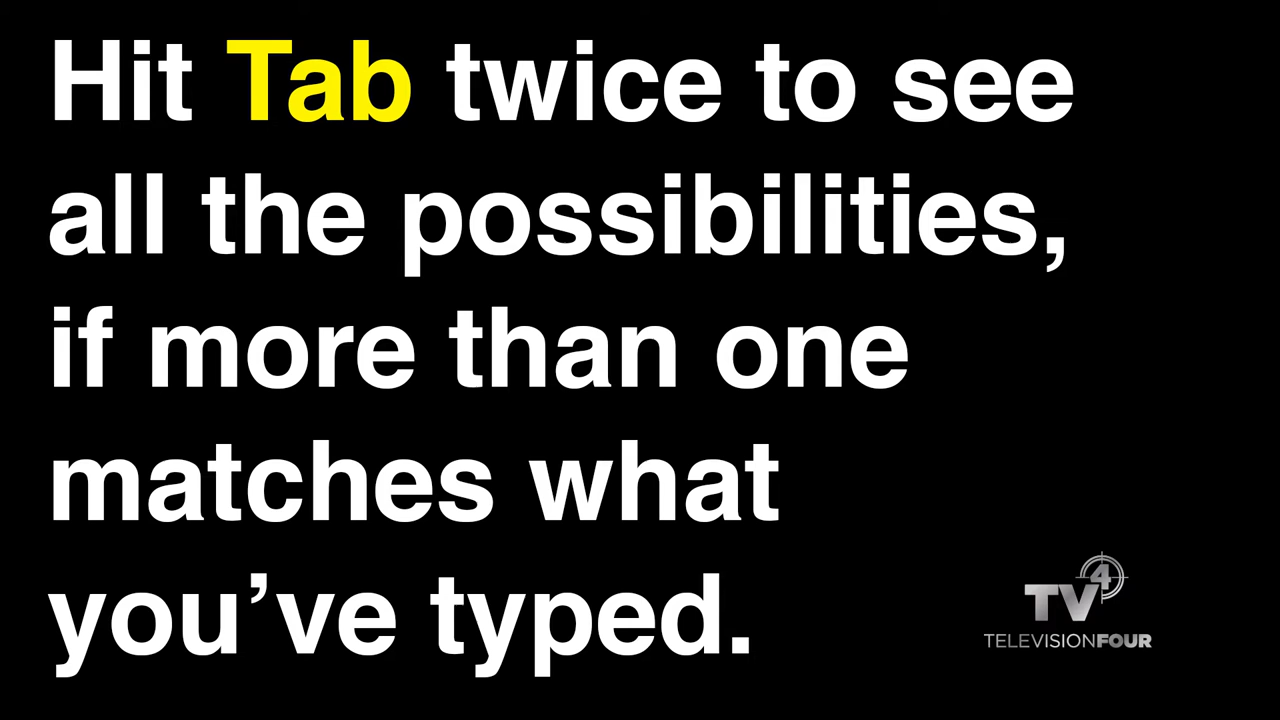 Hit Tab twice to see
all the possibilities,
if more than one
matches what
you’ve typed.
TV4
TELEVISIONFOUR